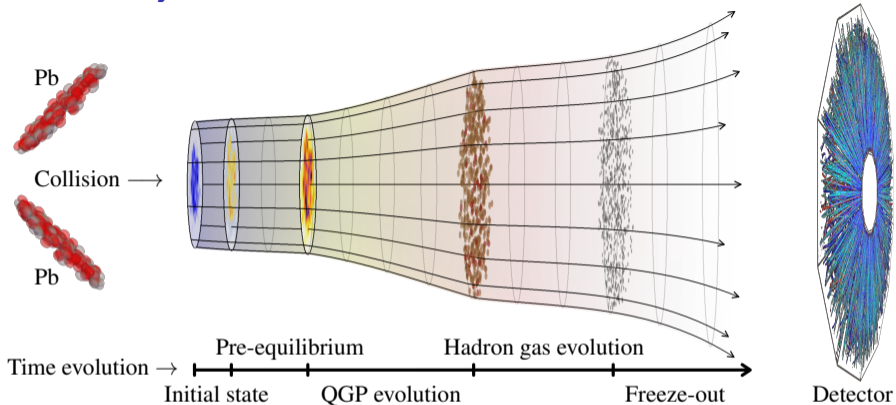 Pb
Collision →
Pb
Pre-equilibrium
Hadron gas evolution
Time evolution →
Initial state
QGP evolution
Freeze-out
Detector